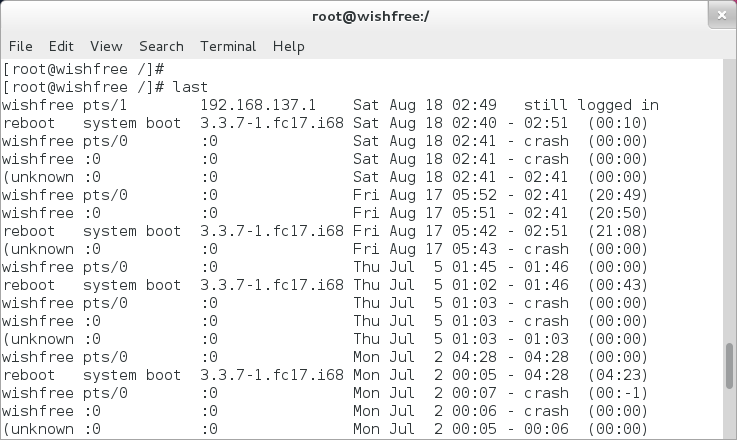 root@wishfree:/
File Edit View Search Terminal Help
[root@wishfree /]#
[root@wishfree /]# last
wishfree pts/1        192.168.137.1    Sat Aug 18 02:49   still logged in
reboot   system boot  3.3.7-1.fc17.i68 Sat Aug 18 02:40 - 02:51  (00:10)
wishfree pts/0        :0               Sat Aug 18 02:41 - crash  (00:00)
wishfree :0           :0               Sat Aug 18 02:41 - crash  (00:00)
(unknown :0           :0               Sat Aug 18 02:41 - 02:41  (00:00)
wishfree pts/0        :0               Fri Aug 17 05:52 - 02:41  (20:49)
wishfree :0           :0               Fri Aug 17 05:51 - 02:41  (20:50)
reboot   system boot  3.3.7-1.fc17.i68 Fri Aug 17 05:42 - 02:51  (21:08)
(unknown :0           :0               Fri Aug 17 05:43 - crash  (00:00)
wishfree pts/0        :0               Thu Jul  5 01:45 - 01:46  (00:00)
reboot   system boot  3.3.7-1.fc17.i68 Thu Jul  5 01:02 - 01:46  (00:43)
wishfree pts/0        :0               Thu Jul  5 01:03 - crash  (00:00)
wishfree :0           :0               Thu Jul  5 01:03 - crash  (00:00)
(unknown :0           :0               Thu Jul  5 01:03 - 01:03  (00:00)
wishfree pts/0        :0               Mon Jul  2 04:28 - 04:28  (00:00)
reboot   system boot  3.3.7-1.fc17.i68 Mon Jul  2 00:05 - 04:28  (04:23)
wishfree pts/0        :0               Mon Jul  2 00:07 - crash  (00:-1)
wishfree :0           :0               Mon Jul  2 00:06 - crash  (00:00)
(unknown :0           :0               Mon Jul  2 00:05 - 00:06  (00:00)